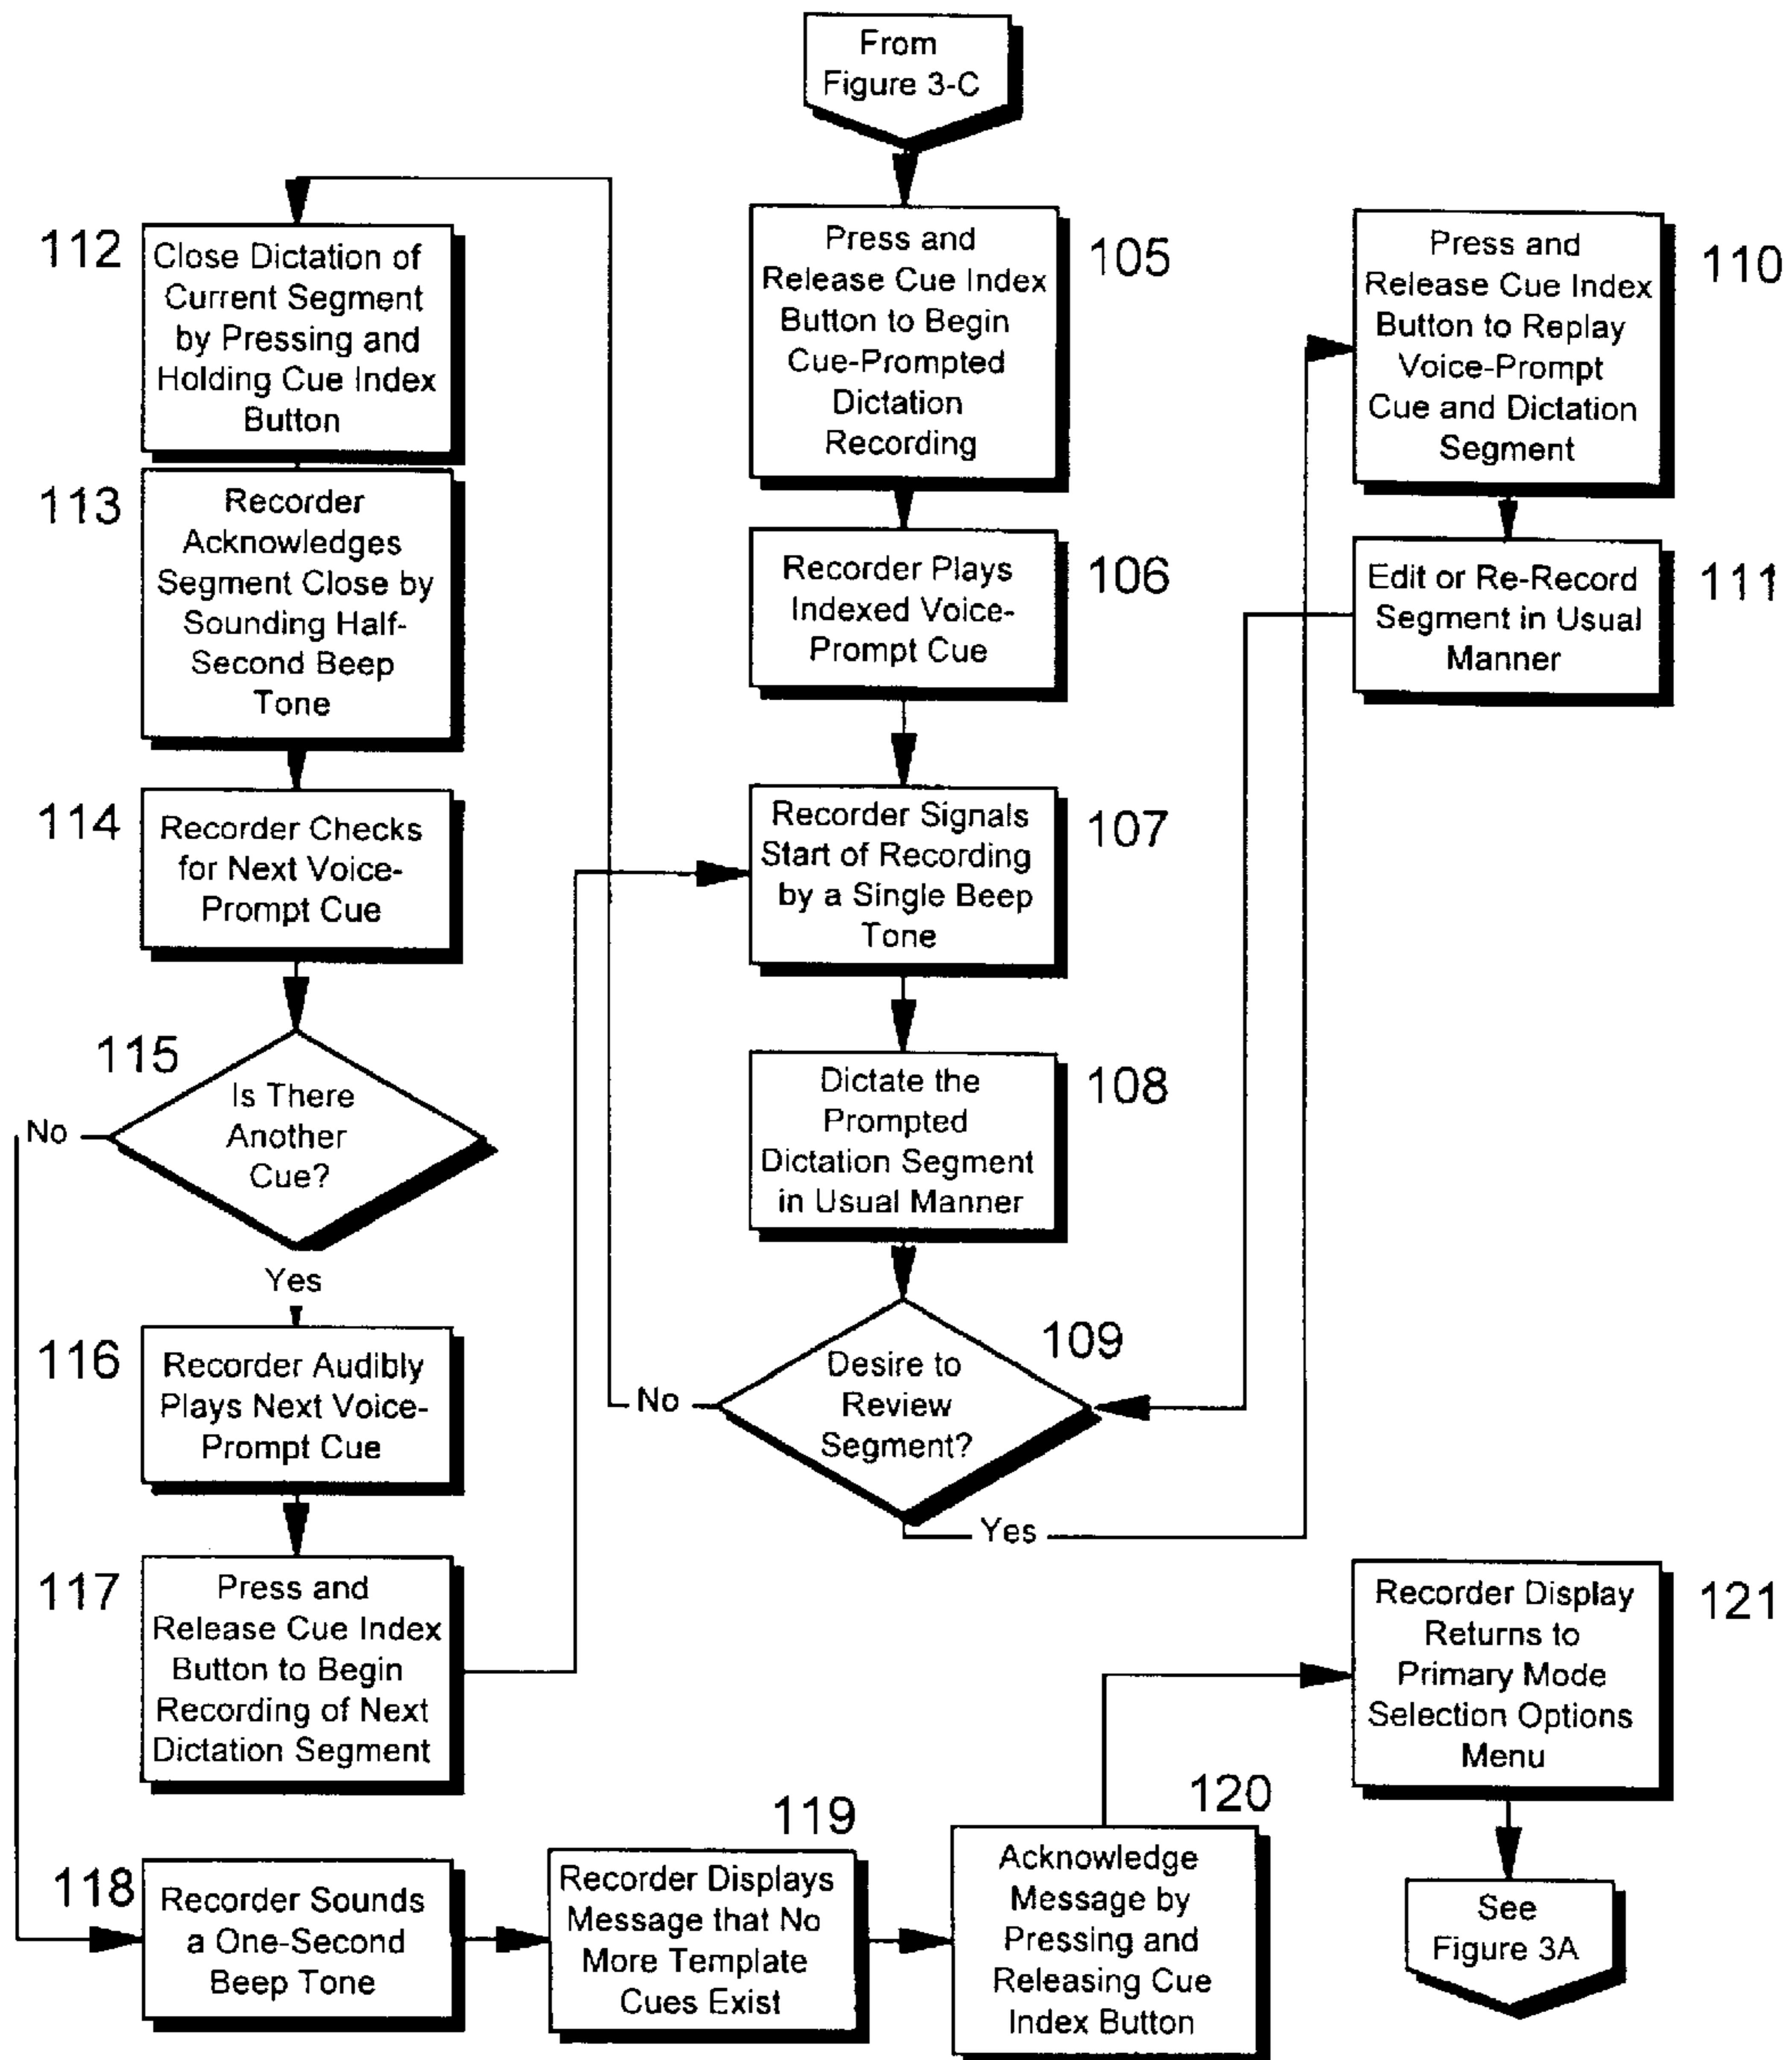 From
Figure 3-C
105
Press and
Release Cue Index
Button to Begin
Cue-Prompted
Dictation
Recording
106
Recorder Plays
Indexed Voice-
Prompt Cue
107
Recorder Signals
Start of Recording
by a Single Beep
Tone
108
Dictate the
Prompted
Dictation Segment
in Usual Manner
109
Desire to
Review
Segment?
No
Yes
110
Press and
Release Cue Index
Button to Replay
Voice-Prompt
Cue and Dictation
Segment
111
Edit or Re-Record
Segment in Usual
Manner
112
Close Dictation of
Current Segment
by Pressing and
Holding Cue Index
Button
113
Recorder
Acknowledges
Segment Close by
Sounding Half-
Second Beep
Tone
114
Recorder Checks
for Next Voice-
Prompt Cue
115
Is There
Another
Cue?
No
Yes
116
Recorder Audibly
Plays Next Voice-
Prompt Cue
117
Press and
Release Cue Index
Button to Begin
Recording of Next
Dictation Segment
118
Recorder Sounds
a One-Second
Beep Tone
119
Recorder Displays
Message that No
More Template
Cues Exist
120
Acknowledge
Message by
Pressing and
Releasing Cue
Index Button
121
Recorder Display
Returns to
Primary Mode
Selection Options
Menu
See
Figure 3A